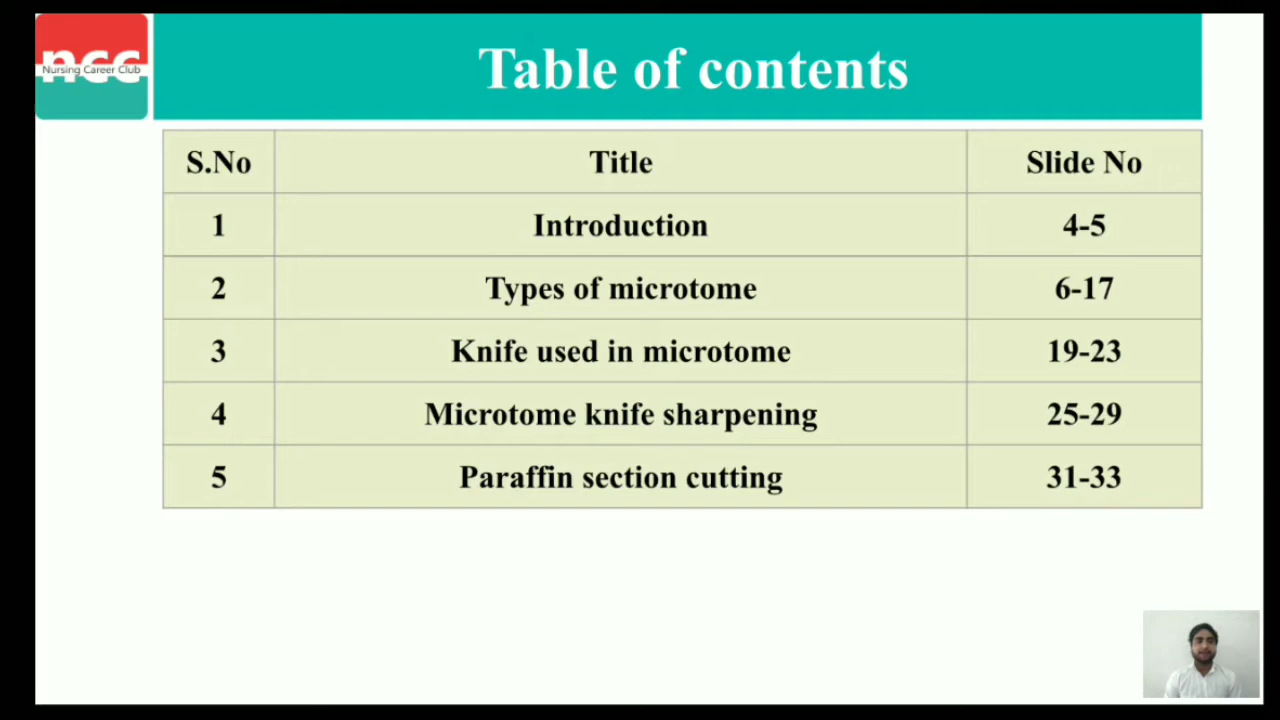 ncc
Nursing Career Club
Table of contents
S.No Title Slide No
1 Introduction 4-5
2 Types of microtome 6-17
3 Knife used in microtome 19-23
4 Microtome knife sharpening 25-29
5 Paraffin section cutting 31-33